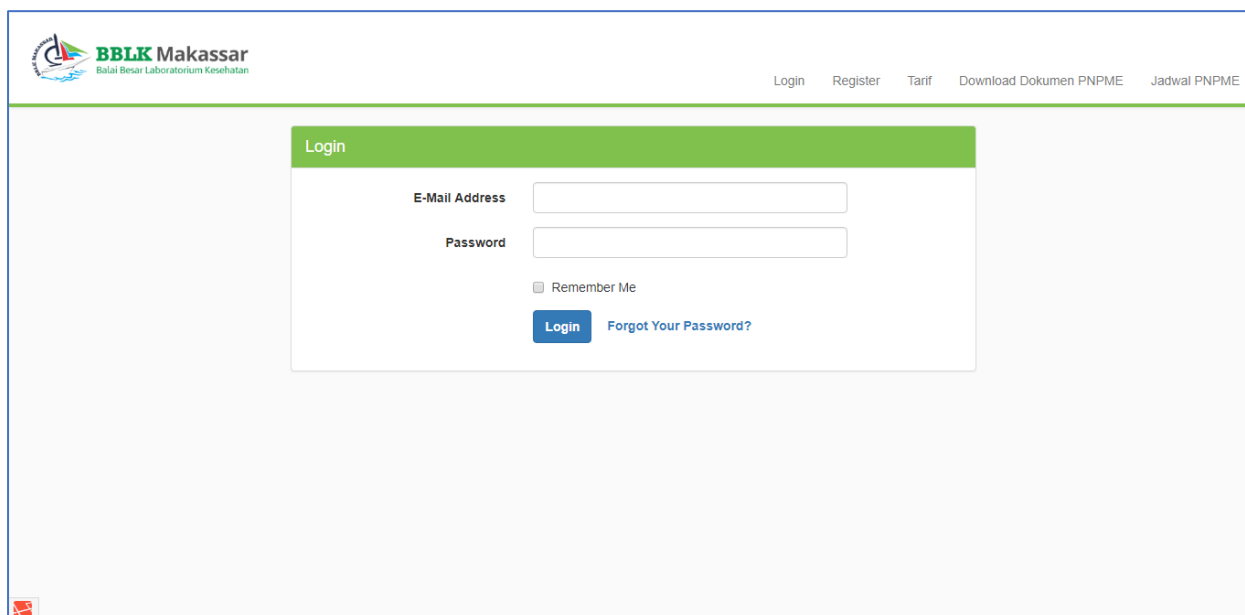 BBLK Makassar
Balai Besar Laboratorium Kesehatan
Login Register Tarif Download Dokumen PNPME Jadwal PNPME
Login
E-Mail Address
Password
Remember Me
Login Forgot Your Password?